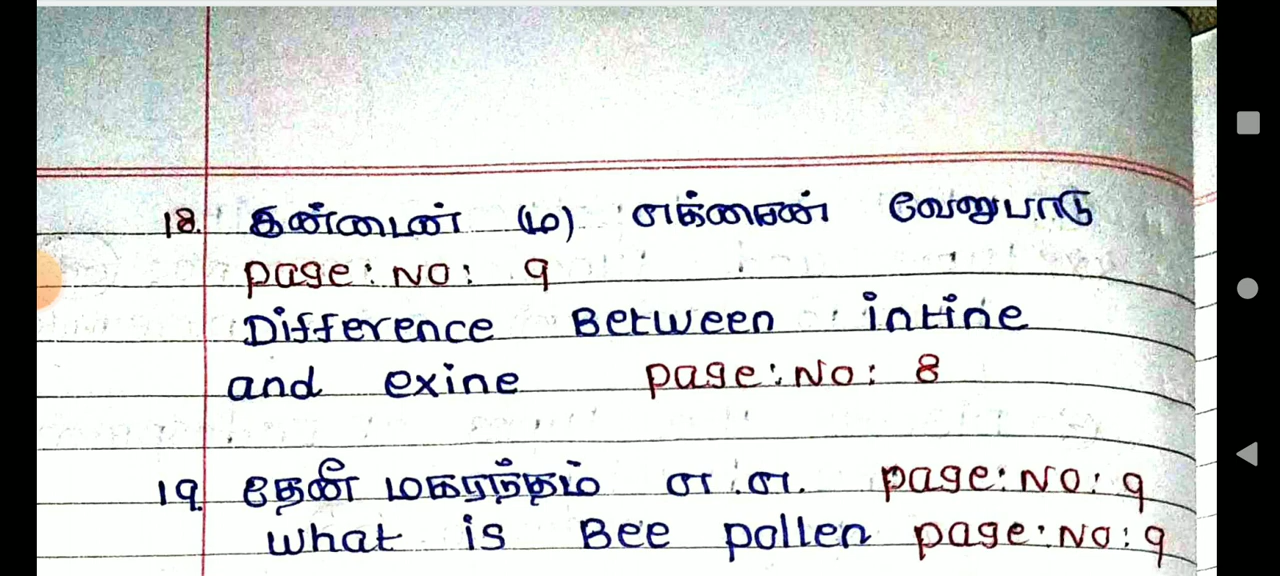 18. இன்டைன் (ம) எக்சைன் வேறுபாடு
page: No: 9
Difference Between intine
and exine page: No: 8
19. தேனீ மகரந்தம் எ.எ. page: No: 9
what is Bee pollen page: No: 9